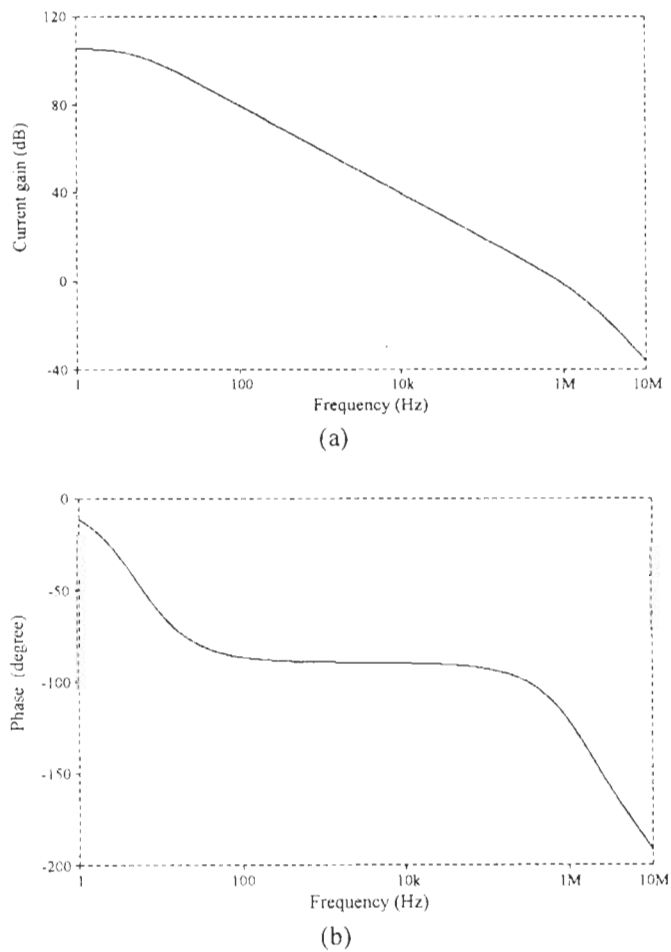 120
80
40
0
-40
Current gain (dB)
1
100
10k
1M
10M
Frequency (Hz)
(a)
0
-50
-100
-150
-200
Phase (degree)
1
100
10k
1M
10M
Frequency (Hz)
(b)